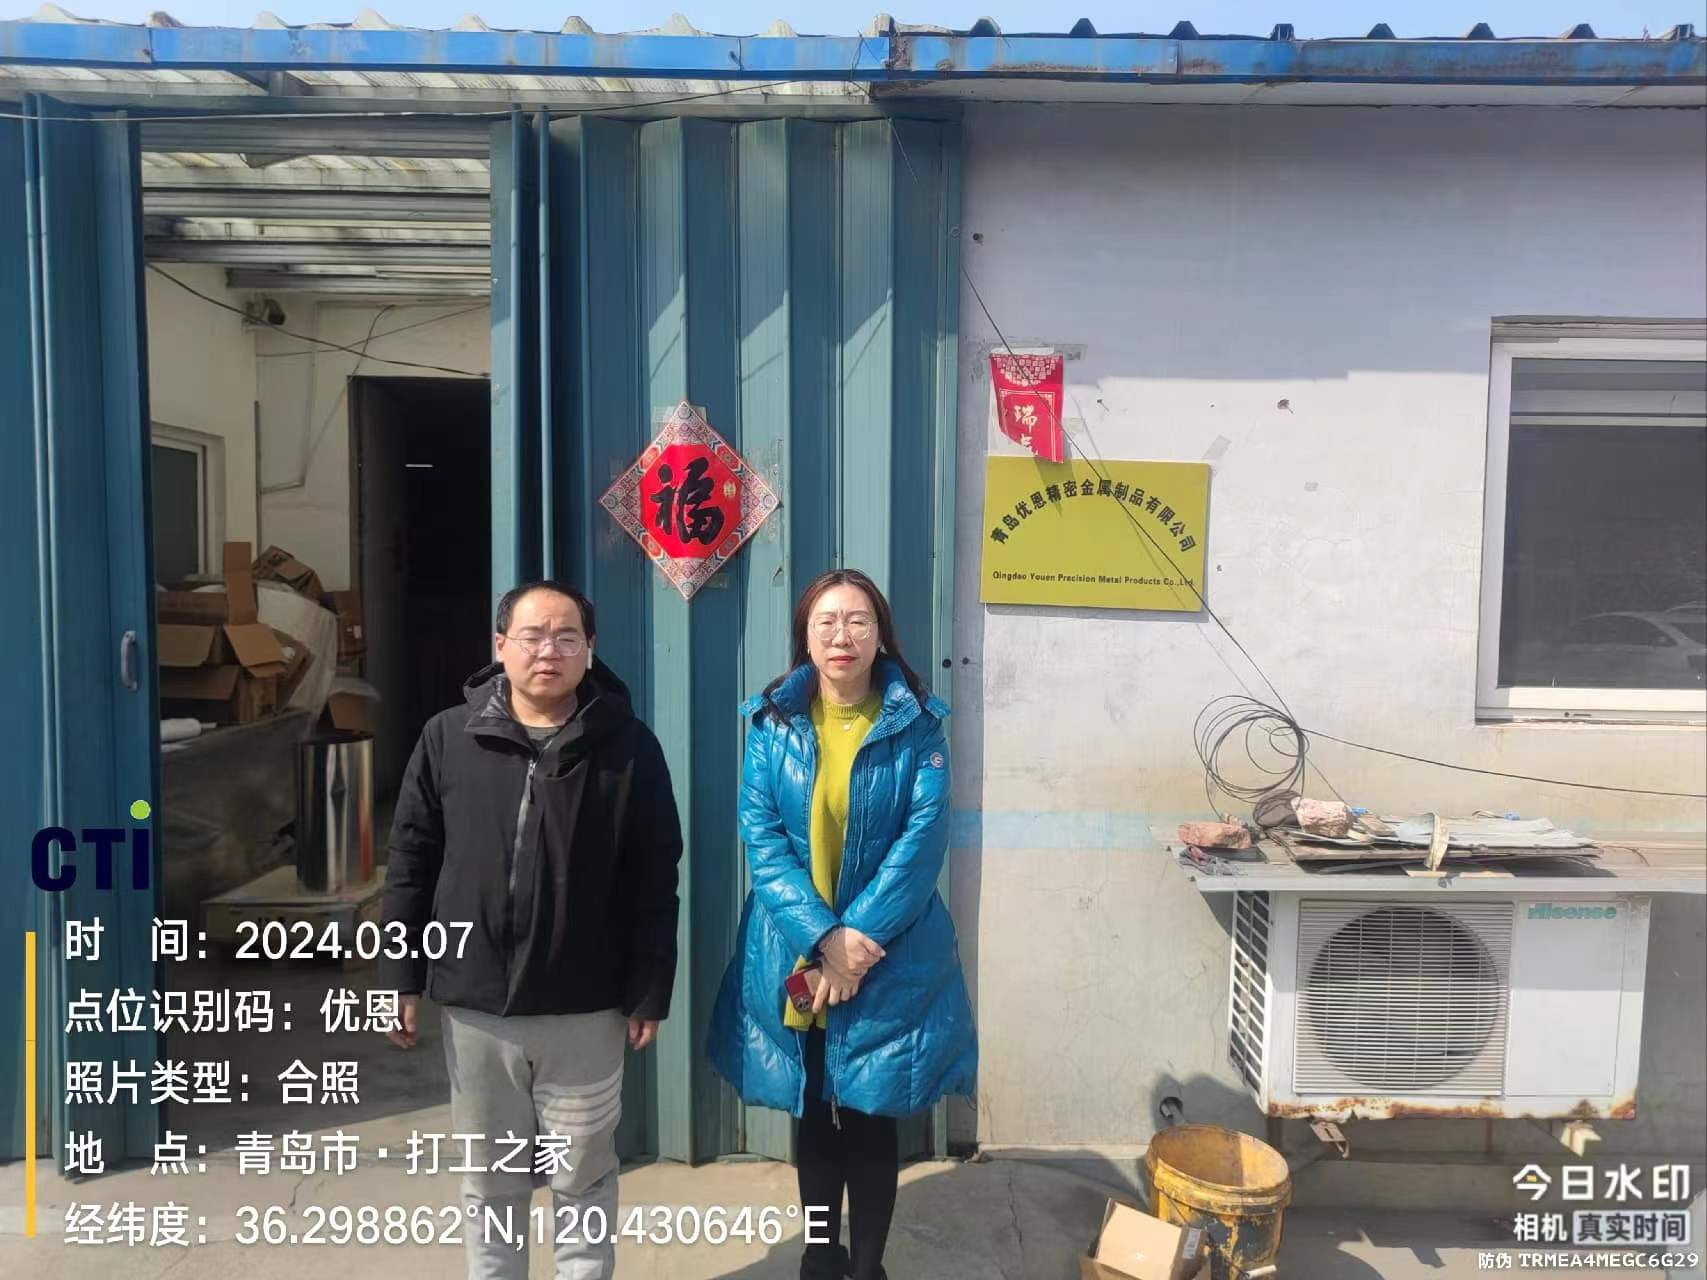 福
瑞
青岛优恩精密金属制品有限公司
Qingdao Youen Precision Metal Products Co.,Ltd.
Hisense
CTi
时 间：2024.03.07
点位识别码：优恩
照片类型：合照
地 点：青岛市·打工之家
经纬度：36.298862°N,120.430646°E
今日水印
相机 真实时间
防伪 TRMEA4MEGC6G29